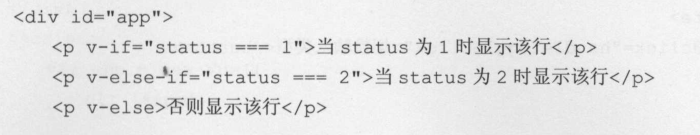 <div id="app">
<p v-if="status === 1">当 status 为 1 时显示该行</p>
<p v-else-if="status === 2">当 status 为 2 时显示该行</p>
<p v-else>否则显示该行</p>